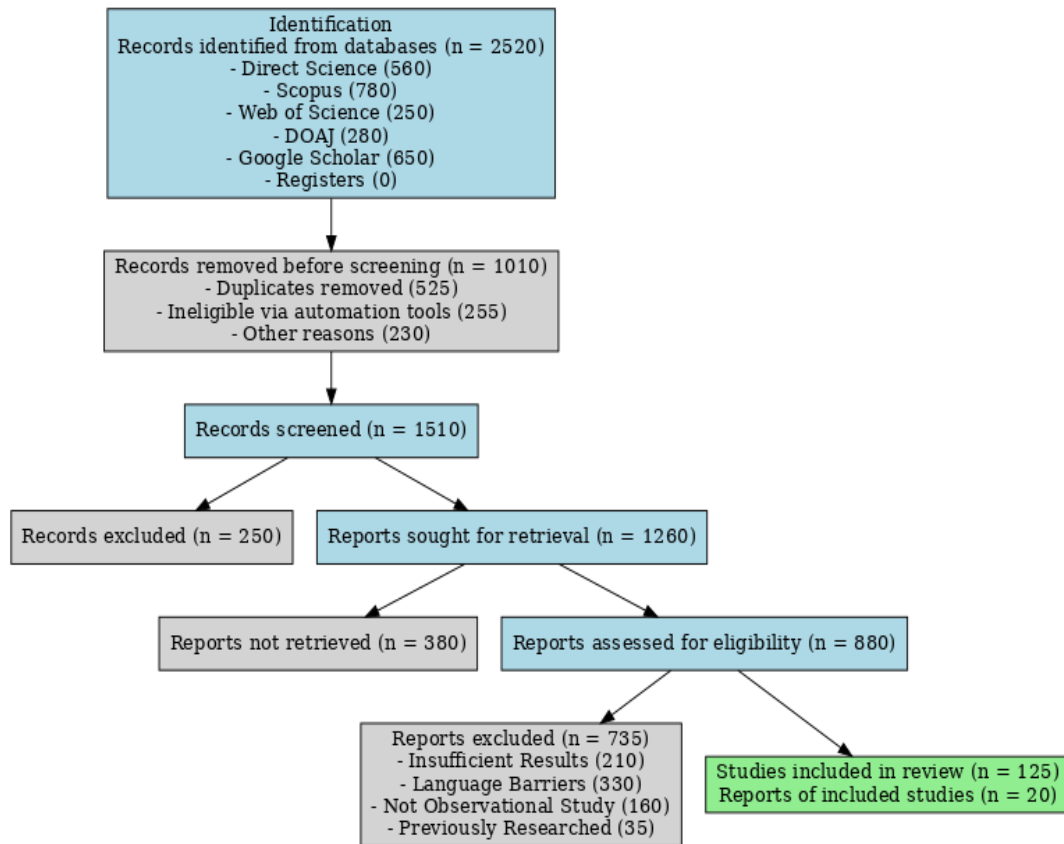 Identification
Records identified from databases (n = 2520)
- Direct Science (560)
- Scopus (780)
- Web of Science (250)
- DOAJ (280)
- Google Scholar (650)
- Registers (0)
Records removed before screening (n = 1010)
- Duplicates removed (525)
- Ineligible via automation tools (255)
- Other reasons (230)
Records screened (n = 1510)
Records excluded (n = 250)
Reports sought for retrieval (n = 1260)
Reports not retrieved (n = 380)
Reports assessed for eligibility (n = 880)
Reports excluded (n = 735)
- Insufficient Results (210)
- Language Barriers (330)
- Not Observational Study (160)
- Previously Researched (35)
Studies included in review (n = 125)
Reports of included studies (n = 20)